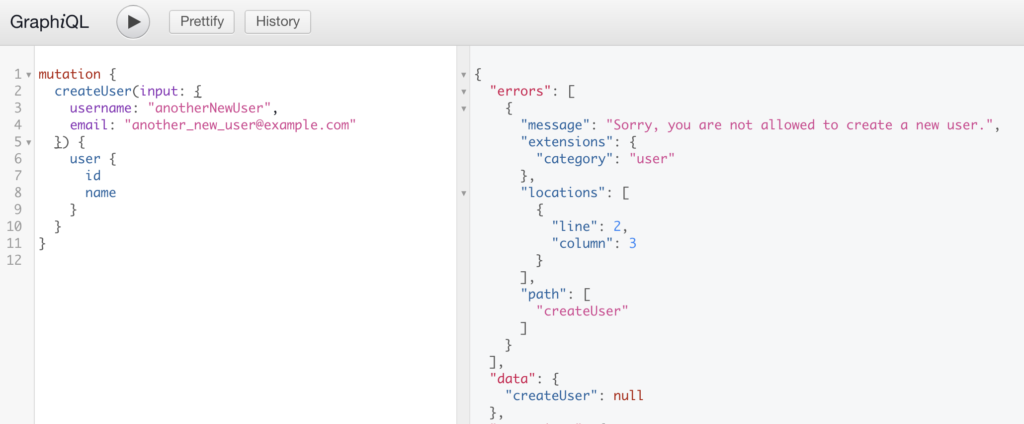 GraphiQL
Prettify
History
1 mutation {
2 createUser(input: {
3 username: "anotherNewUser",
4 email: "another_new_user@example.com"
5 }) {
6 user {
7 id
8 name
9 }
10 }
11 }
12
{
"errors": [
{
"message": "Sorry, you are not allowed to create a new user.",
"extensions": {
"category": "user"
},
"locations": [
{
"line": 2,
"column": 3
}
],
"path": [
"createUser"
]
}
],
"data": {
"createUser": null
},